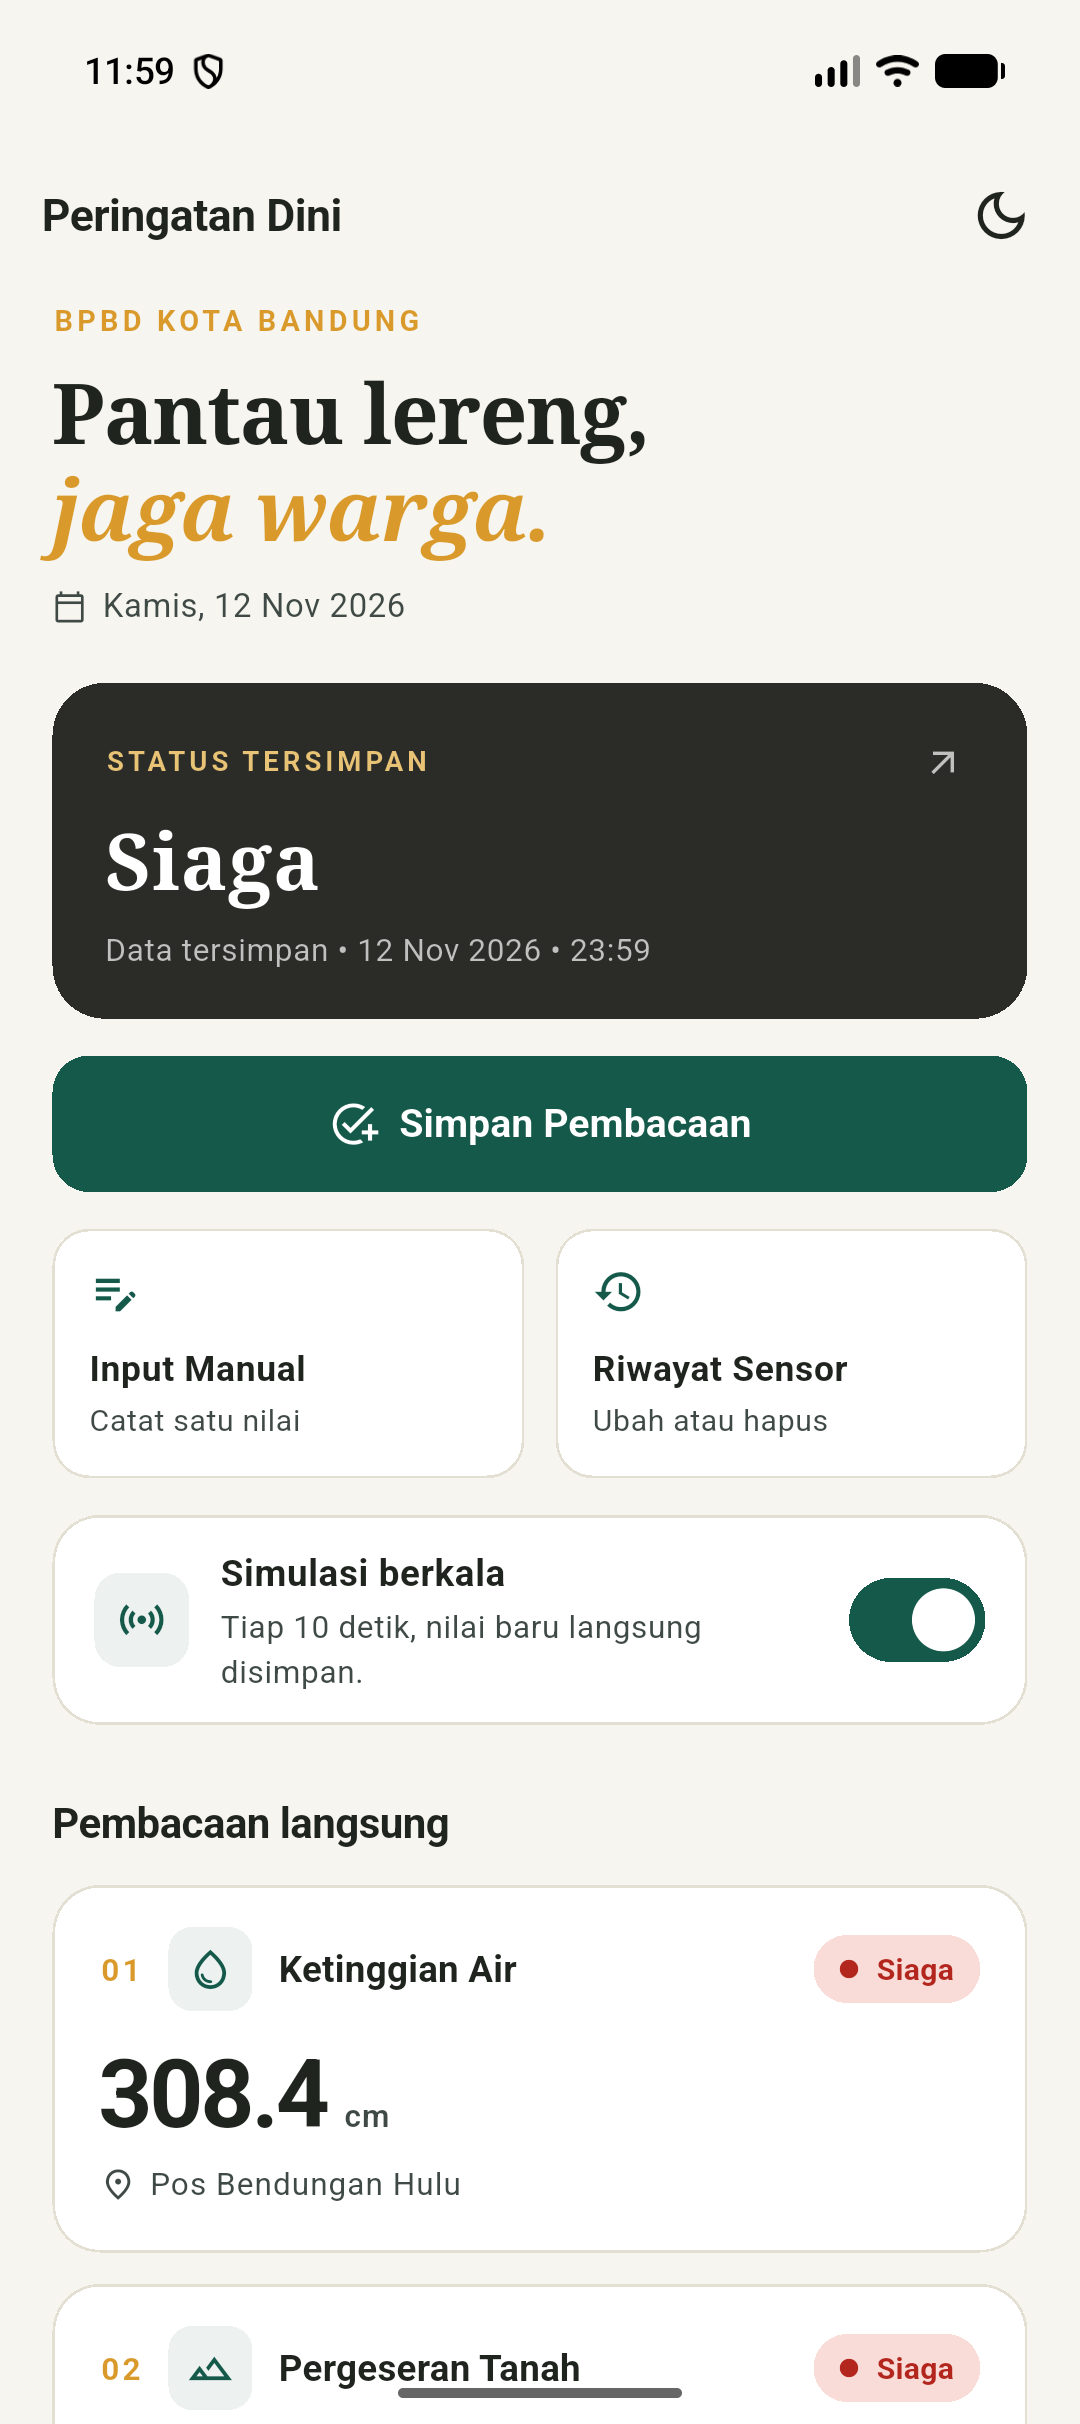 11:59
Peringatan Dini
BPBD KOTA BANDUNG
Pantau lereng,
jaga warga.
Kamis, 12 Nov 2026
STATUS TERSIMPAN
Siaga
Data tersimpan • 12 Nov 2026 • 23:59
Simpan Pembacaan
Input Manual
Catat satu nilai
Riwayat Sensor
Ubah atau hapus
Simulasi berkala
Tiap 10 detik, nilai baru langsung
disimpan.
Pembacaan langsung
01 Ketinggian Air Siaga
308.4 cm
Pos Bendungan Hulu
02 Pergeseran Tanah Siaga